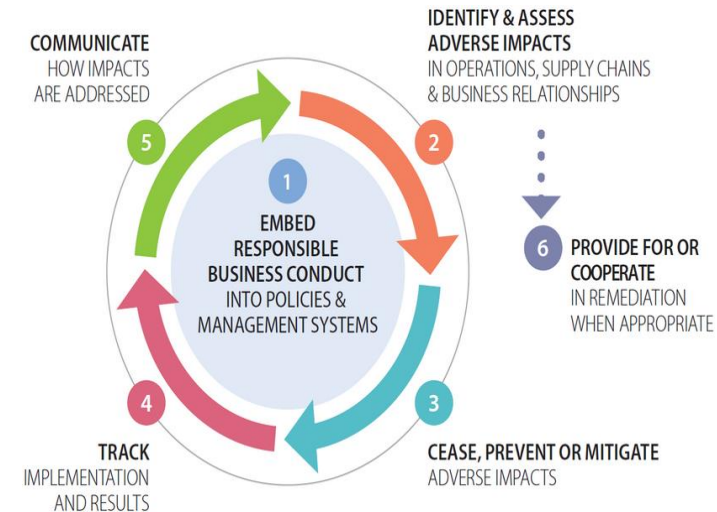 1
EMBED
RESPONSIBLE
BUSINESS CONDUCT
INTO POLICIES &
MANAGEMENT SYSTEMS
2
IDENTIFY & ASSESS
ADVERSE IMPACTS
IN OPERATIONS, SUPPLY CHAINS
& BUSINESS RELATIONSHIPS
3
CEASE, PREVENT OR MITIGATE
ADVERSE IMPACTS
4
TRACK
IMPLEMENTATION
AND RESULTS
5
COMMUNICATE
HOW IMPACTS
ARE ADDRESSED
6
PROVIDE FOR OR
COOPERATE
IN REMEDIATION
WHEN APPROPRIATE